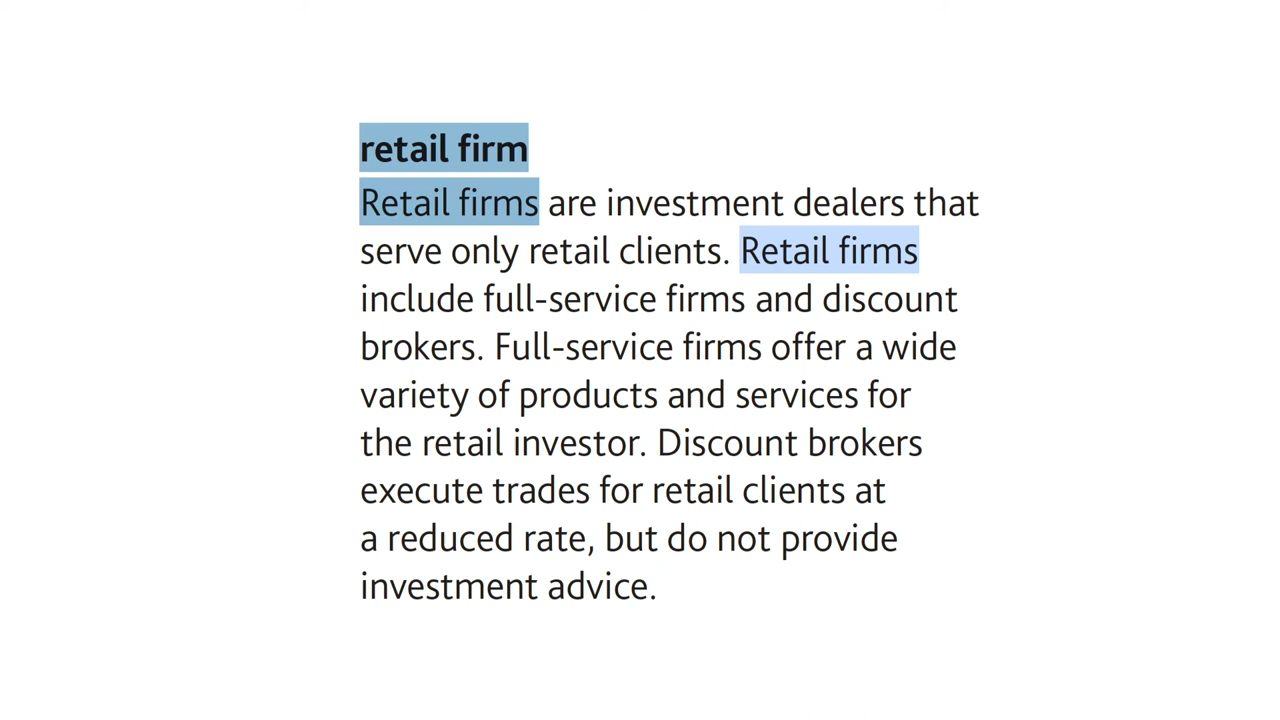 retail firm
Retail firms are investment dealers that
serve only retail clients. Retail firms
include full-service firms and discount
brokers. Full-service firms offer a wide
variety of products and services for
the retail investor. Discount brokers
execute trades for retail clients at
a reduced rate, but do not provide
investment advice.